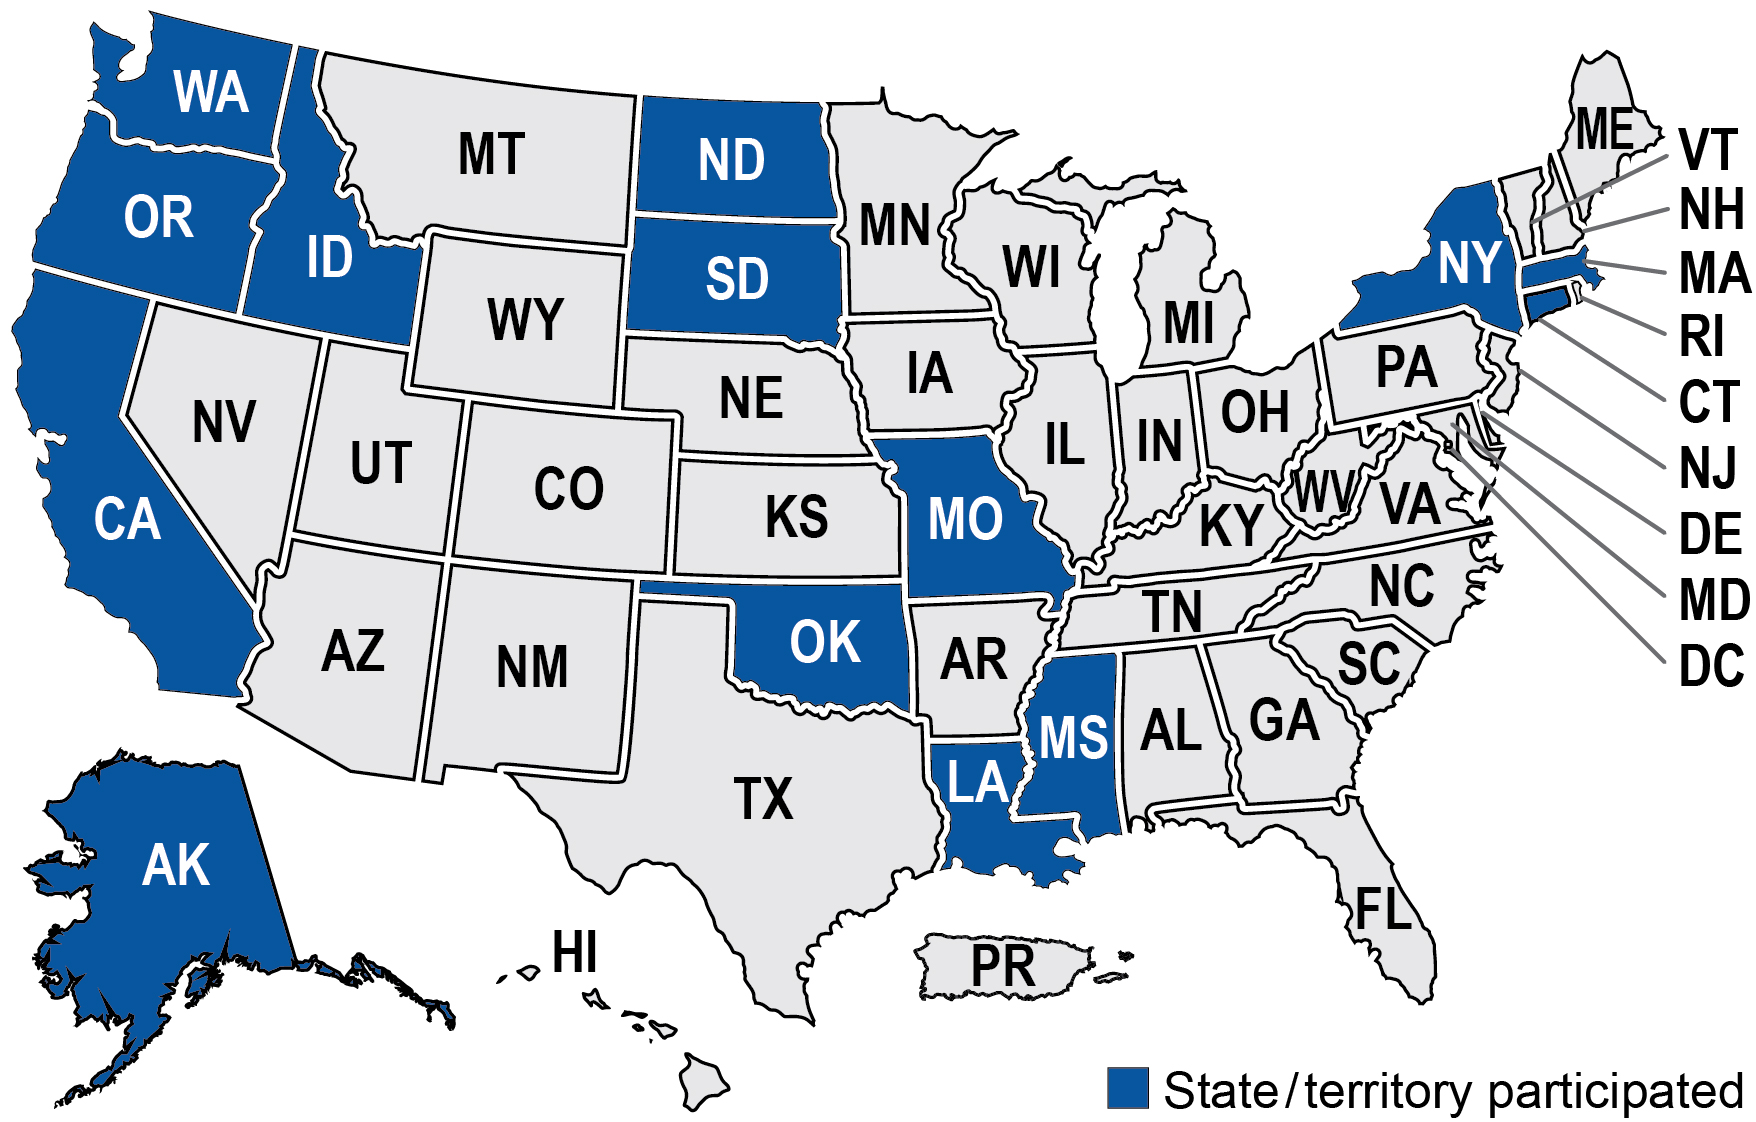 WA
MT
ND
ME
VT
OR
ID
MN
NH
SD
WI
NY
MA
WY
MI
RI
IA
PA
NE
OH
CT
NV
UT
IL
IN
CO
WV
VA
NJ
CA
KS
MO
KY
DE
NC
TN
MD
AZ
NM
OK
AR
SC
DC
MS
AL
GA
LA
TX
AK
FL
HI
PR
State/territory participated